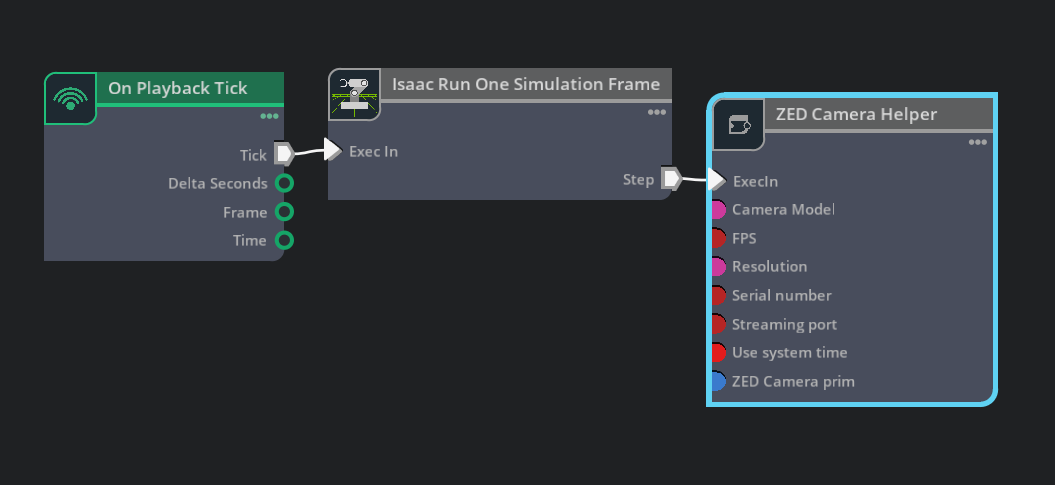 On Playback Tick
Tick
Delta Seconds
Frame
Time
Isaac Run One Simulation Frame
Exec In
Step
ZED Camera Helper
ExecIn
Camera Model
FPS
Resolution
Serial number
Streaming port
Use system time
ZED Camera prim